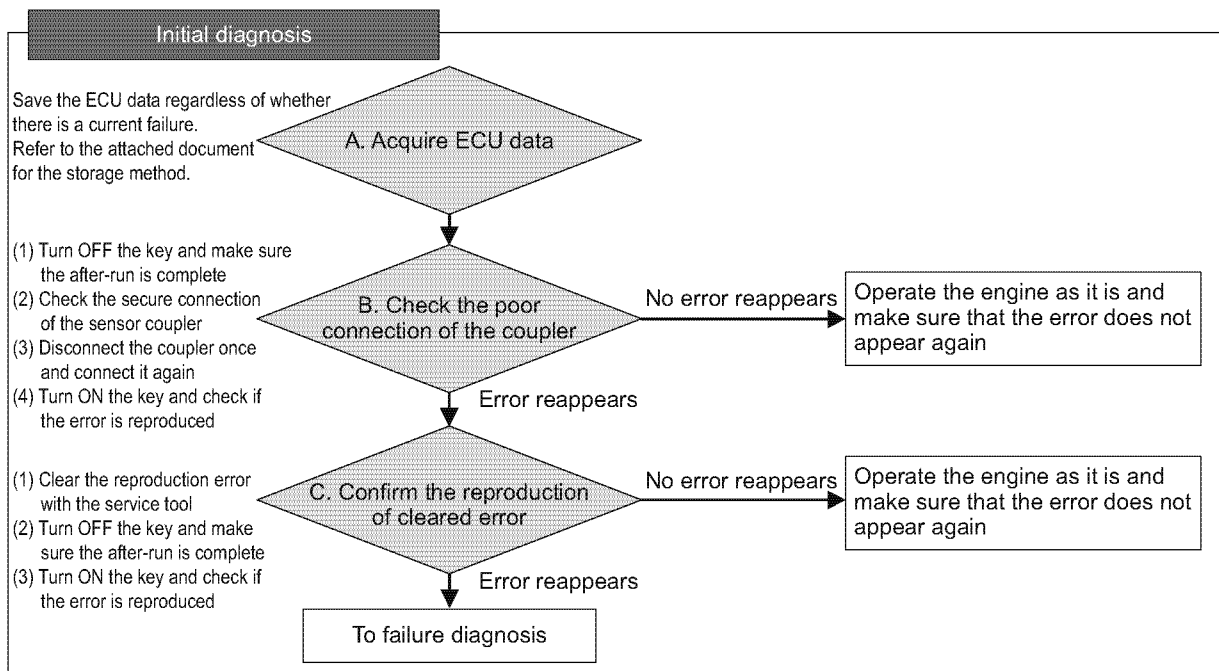 Initial diagnosis
Save the ECU data regardless of whether
there is a current failure.
Refer to the attached document
for the storage method.
A. Acquire ECU data
(1) Turn OFF the key and make sure
the after-run is complete
(2) Check the secure connection
of the sensor coupler
(3) Disconnect the coupler once
and connect it again
(4) Turn ON the key and check if
the error is reproduced
B. Check the poor
connection of the coupler
No error reappears
Operate the engine as it is and
make sure that the error does not
appear again
Error reappears
(1) Clear the reproduction error
with the service tool
(2) Turn OFF the key and make
sure the after-run is complete
(3) Turn ON the key and check if
the error is reproduced
C. Confirm the reproduction
of cleared error
No error reappears
Operate the engine as it is and
make sure that the error does not
appear again
Error reappears
To failure diagnosis